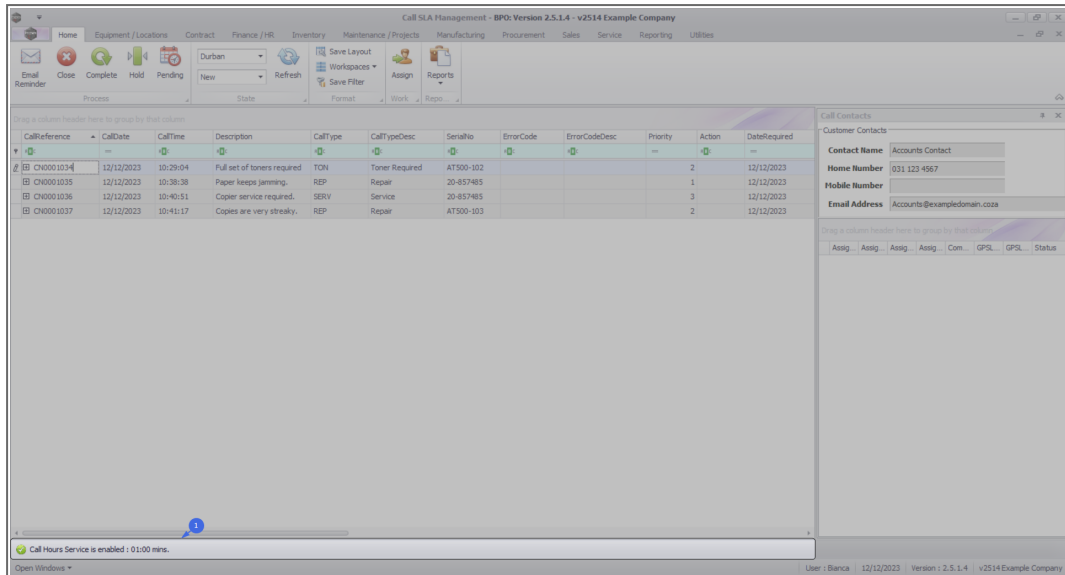 Call SLA Management - BPO: Version 2.5.1.4 - v2514 Example Company
Home Equipment / Locations Contract Finance / HR Inventory Maintenance / Projects Manufacturing Procurement Sales Service Reporting Utilities
Email Reminder Close Complete Hold Pending
Durban
New
Refresh
Save Layout
Workspaces
Save Filter
Assign Reports
Process State Format Work Repo...
Drag a column header here to group by that column
CallReference CallDate CallTime Description CallType CallTypeDesc SerialNo ErrorCode ErrorCodeDesc Priority Action DateRequired
CN0001034 12/12/2023 10:29:04 Full set of toners required TON Toner Required AT500-102 2 12/12/2023
CN0001035 12/12/2023 10:38:38 Paper keeps jamming. REP Repair 20-857485 1 12/12/2023
CN0001036 12/12/2023 10:40:51 Copier service required. SERV Service 20-857485 3 12/12/2023
CN0001037 12/12/2023 10:41:17 Copies are very streaky. REP Repair AT500-103 2 12/12/2023
Call Contacts
Customer Contacts
Contact Name Accounts Contact
Home Number 031 123 4567
Mobile Number
Email Address Accounts@exampledomain.coza
Drag a column header here to group by that column
Assig... Assig... Assig... Assig... Com... GPSL... GPSL... Status
1
Call Hours Service is enabled : 01:00 mins.
Open Windows
User : Bianca 12/12/2023 Version : 2.5.1.4 v2514 Example Company